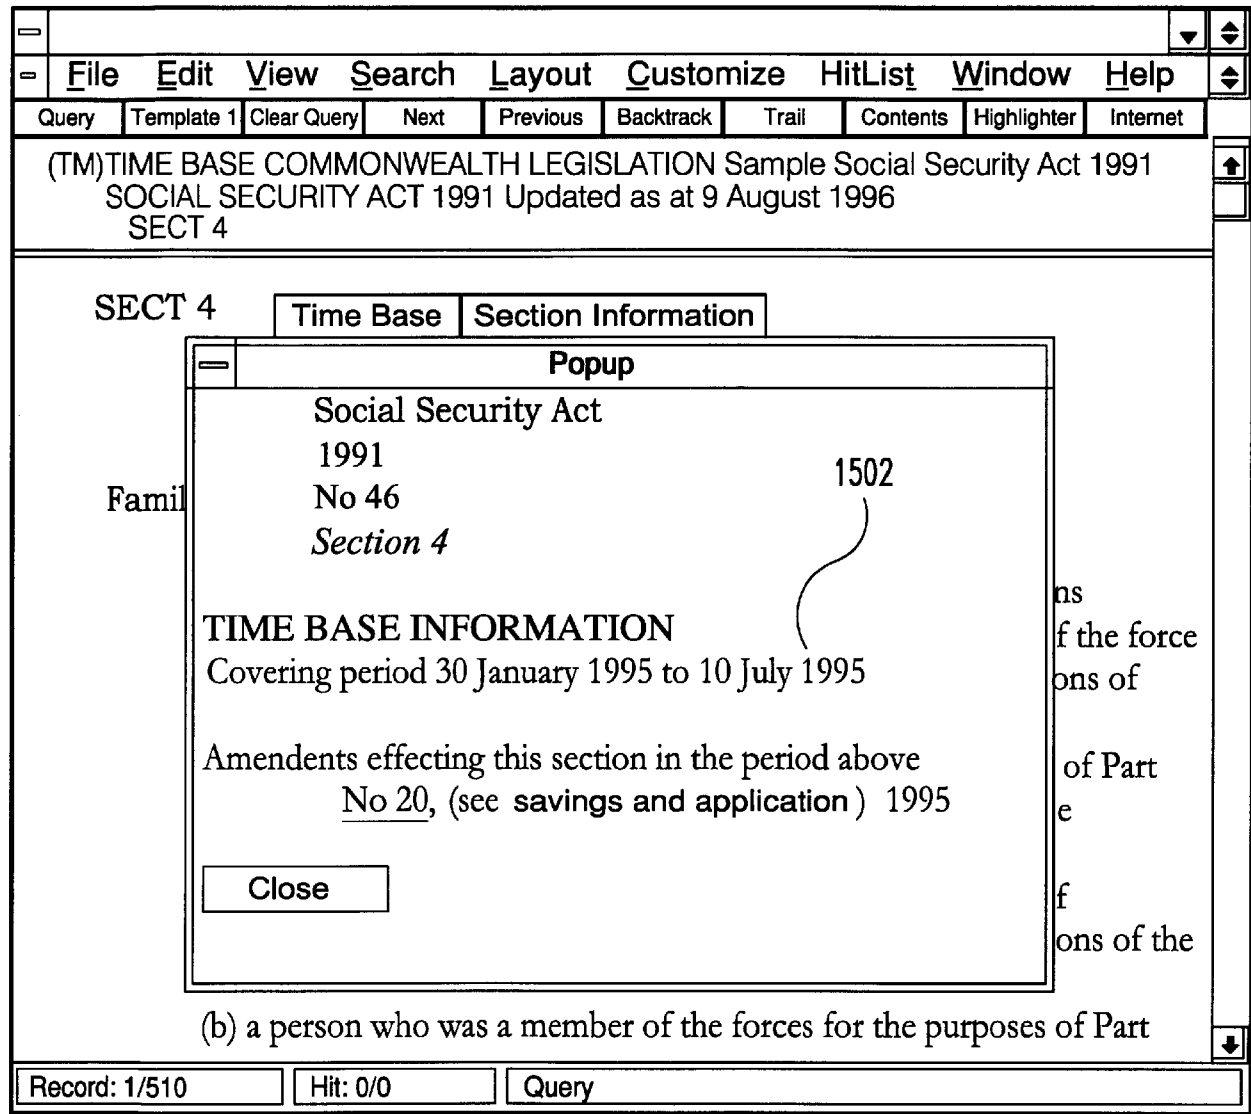 File Edit View Search Layout Customize HitList Window Help
Query Template 1 Clear Query Next Previous Backtrack Trail Contents Highlighter Internet
(TM)TIME BASE COMMONWEALTH LEGISLATION Sample Social Security Act 1991
SOCIAL SECURITY ACT 1991 Updated as at 9 August 1996
SECT 4
SECT 4 Time Base Section Information
Popup
Social Security Act
1991
1502
Famil No 46
Section 4
ns
TIME BASE INFORMATION f the force
Covering period 30 January 1995 to 10 July 1995 ons of
Amendents effecting this section in the period above of Part
No 20, (see savings and application) 1995 e
Close f
ons of the
(b) a person who was a member of the forces for the purposes of Part
Record: 1/510 Hit: 0/0 Query